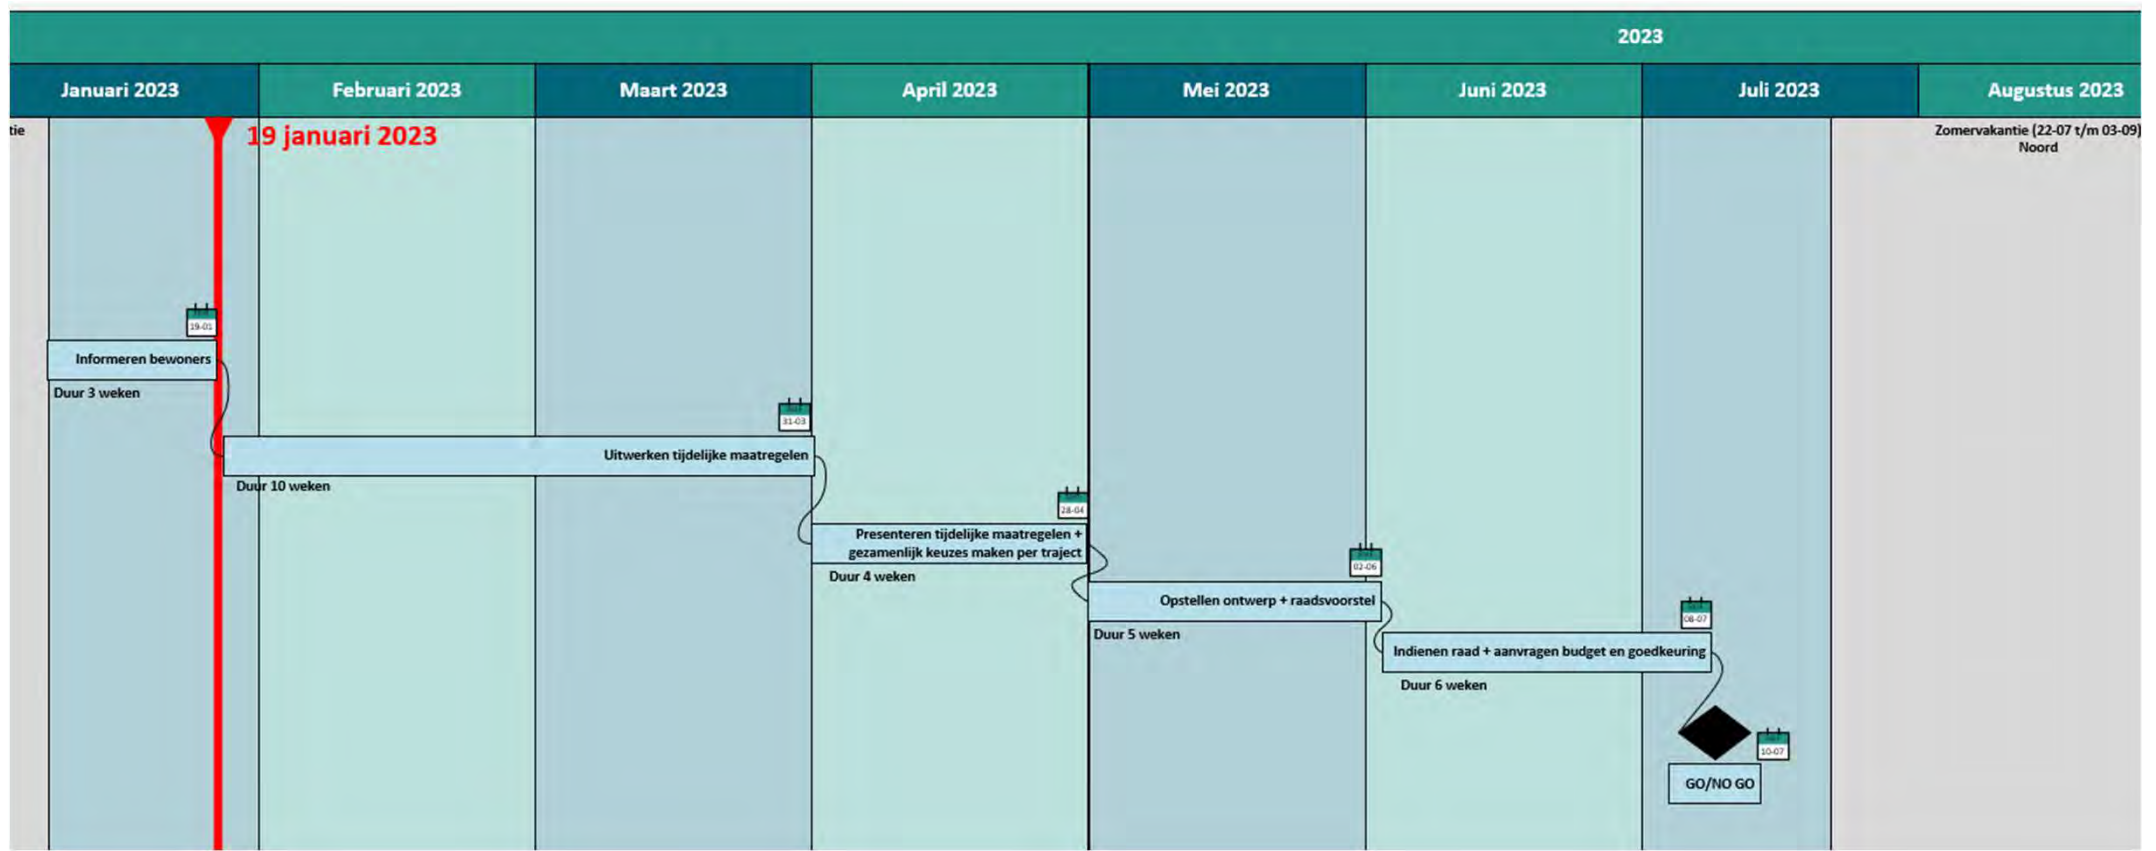 2023
Januari 2023
Februari 2023
Maart 2023
April 2023
Mei 2023
Juni 2023
Juli 2023
Augustus 2023
tie
19 januari 2023
Zomervakantie (22-07 t/m 03-09)
Noord
19-01
Informeren bewoners
Duur 3 weken
31-03
Uitwerken tijdelijke maatregelen
Duur 10 weken
28-04
Presenteren tijdelijke maatregelen +
gezamenlijk keuzes maken per traject
Duur 4 weken
02-06
Opstellen ontwerp + raadsvoorstel
Duur 5 weken
08-07
Indienen raad + aanvragen budget en goedkeuring
Duur 6 weken
10-07
GO/NO GO